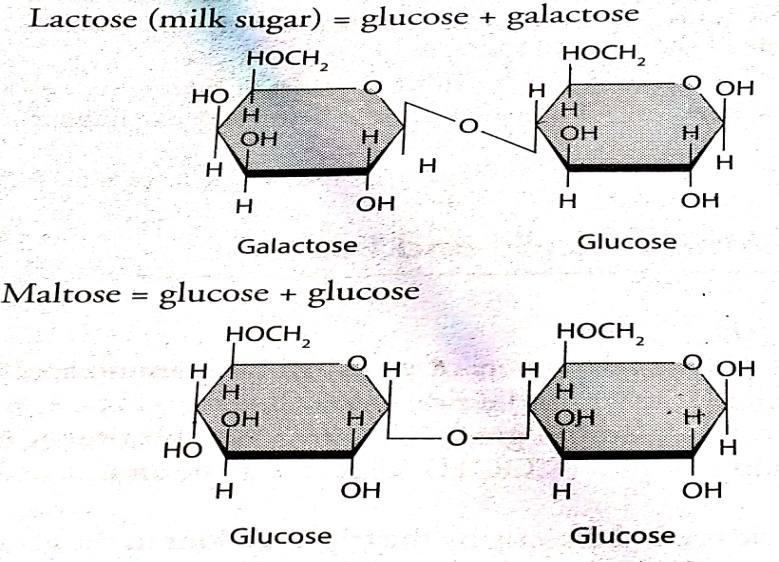 Lactose (milk sugar) = glucose + galactose
HOCH2 HOCH2
HO O H O OH
H H
OH H O OH H
H H H
H OH H OH
Galactose Glucose
Maltose = glucose + glucose
HOCH2 HOCH2
H O H H O OH
H H
OH H OH H
HO O H
H OH H OH
Glucose Glucose